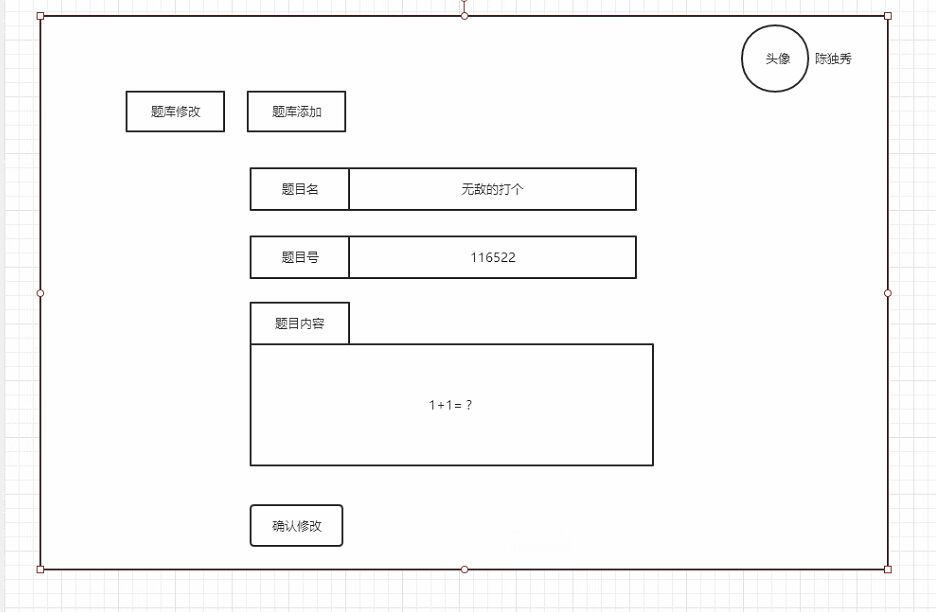 头像
陈独秀
题库修改
题库添加
题目名
无敌的打个
题目号
116522
题目内容
1+1=？
确认修改